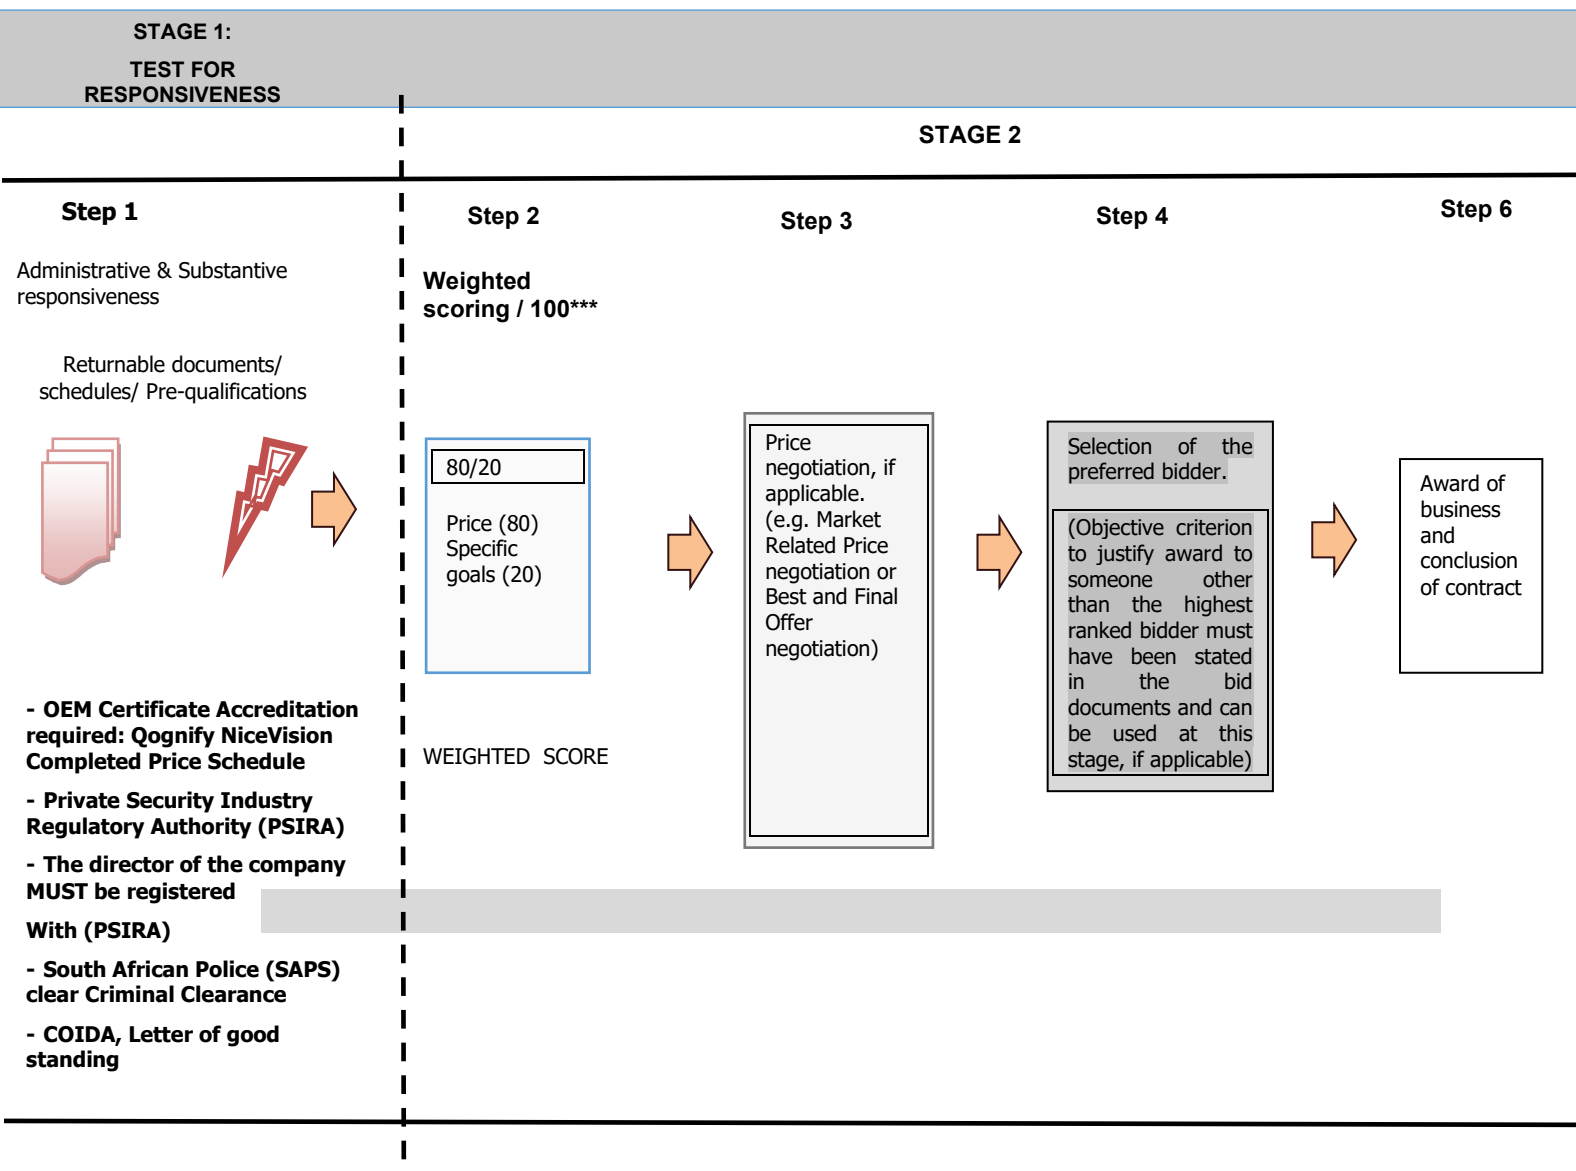 STAGE 1:
TEST FOR
RESPONSIVENESS
STAGE 2
Step 1
Administrative & Substantive
responsiveness
Returnable documents/
schedules/ Pre-qualifications
- OEM Certificate Accreditation
required: Qognify NiceVision
Completed Price Schedule
- Private Security Industry
Regulatory Authority (PSIRA)
- The director of the company
MUST be registered
With (PSIRA)
- South African Police (SAPS)
clear Criminal Clearance
- COIDA, Letter of good
standing
Step 2
Weighted
scoring / 100***
80/20
Price (80)
Specific
goals (20)
WEIGHTED SCORE
Step 3
Price
negotiation, if
applicable.
(e.g. Market
Related Price
negotiation or
Best and Final
Offer
negotiation)
Step 4
Selection of the
preferred bidder.
(Objective criterion
to justify award to
someone other
than the highest
ranked bidder must
have been stated
in the bid
documents and can
be used at this
stage, if applicable)
Step 6
Award of
business
and
conclusion
of contract